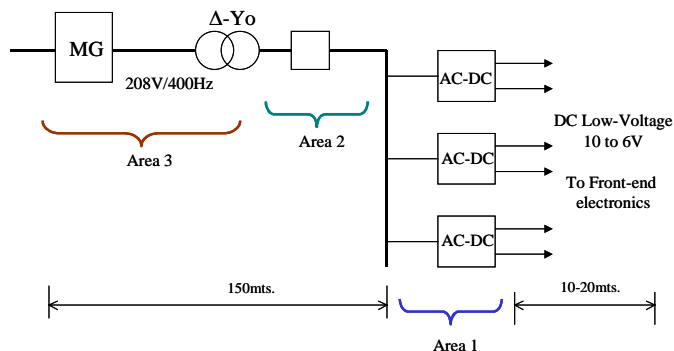 Δ-Yo
MG
208V/400Hz
AC-DC
Area 3
Area 2
DC Low-Voltage
10 to 6V
AC-DC
To Front-end
electronics
AC-DC
150mts.
10-20mts.
Area 1